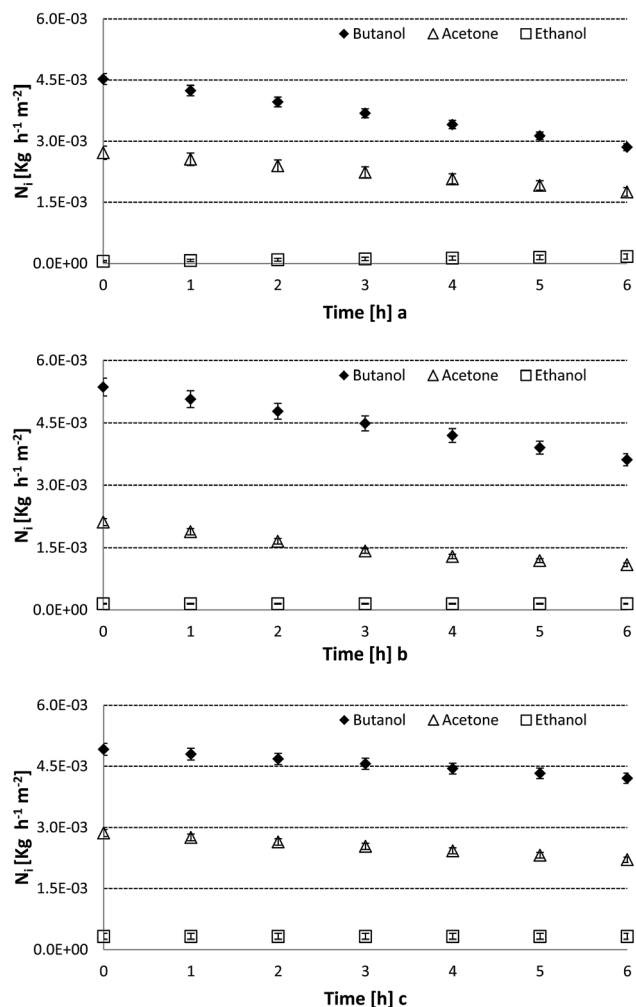 6.0E-03
Butanol Acetone Ethanol
4.5E-03
3.0E-03
1.5E-03
0.0E+00
Nᵢ [Kg h⁻¹ m⁻²]
0 1 2 3 4 5 6
Time [h] a
6.0E-03
Butanol Acetone Ethanol
4.5E-03
3.0E-03
1.5E-03
0.0E+00
Nᵢ [Kg h⁻¹ m⁻²]
0 1 2 3 4 5 6
Time [h] b
6.0E-03
Butanol Acetone Ethanol
4.5E-03
3.0E-03
1.5E-03
0.0E+00
Nᵢ [Kg h⁻¹ m⁻²]
0 1 2 3 4 5 6
Time [h] c